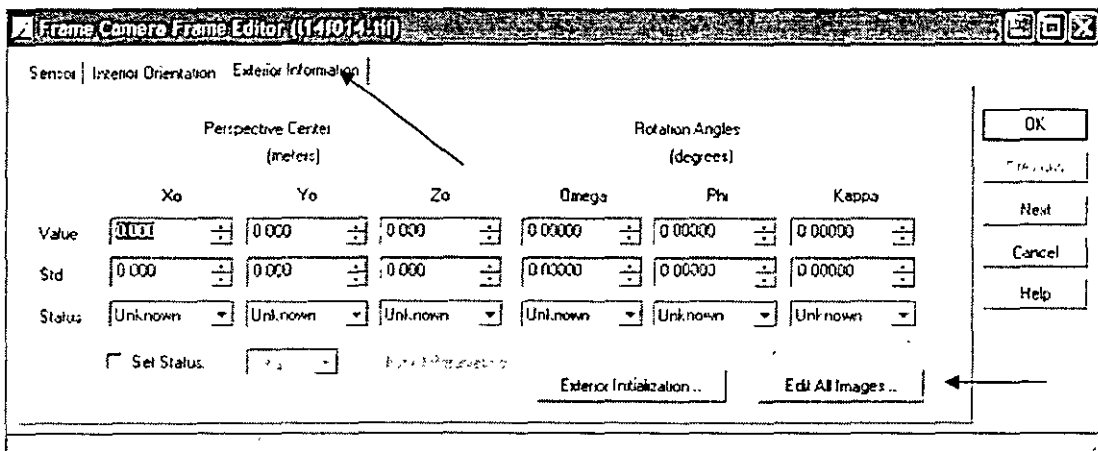 Frame Camera Frame Editor
Sensor | Interior Orientation Exterior Information
Perspective Center Rotation Angles
(meters) (degrees)
Xo Yo Zo Omega Phi Kappa
Value 0.000 0.000 0.000 0.00000 0.00000 0.00000
Std 0.000 0.000 0.000 0.00000 0.00000 0.00000
Status Unknown Unknown Unknown Unknown Unknown Unknown
Set Status
Exterior Initialization... Edit All Images...
OK
Previous
Next
Cancel
Help